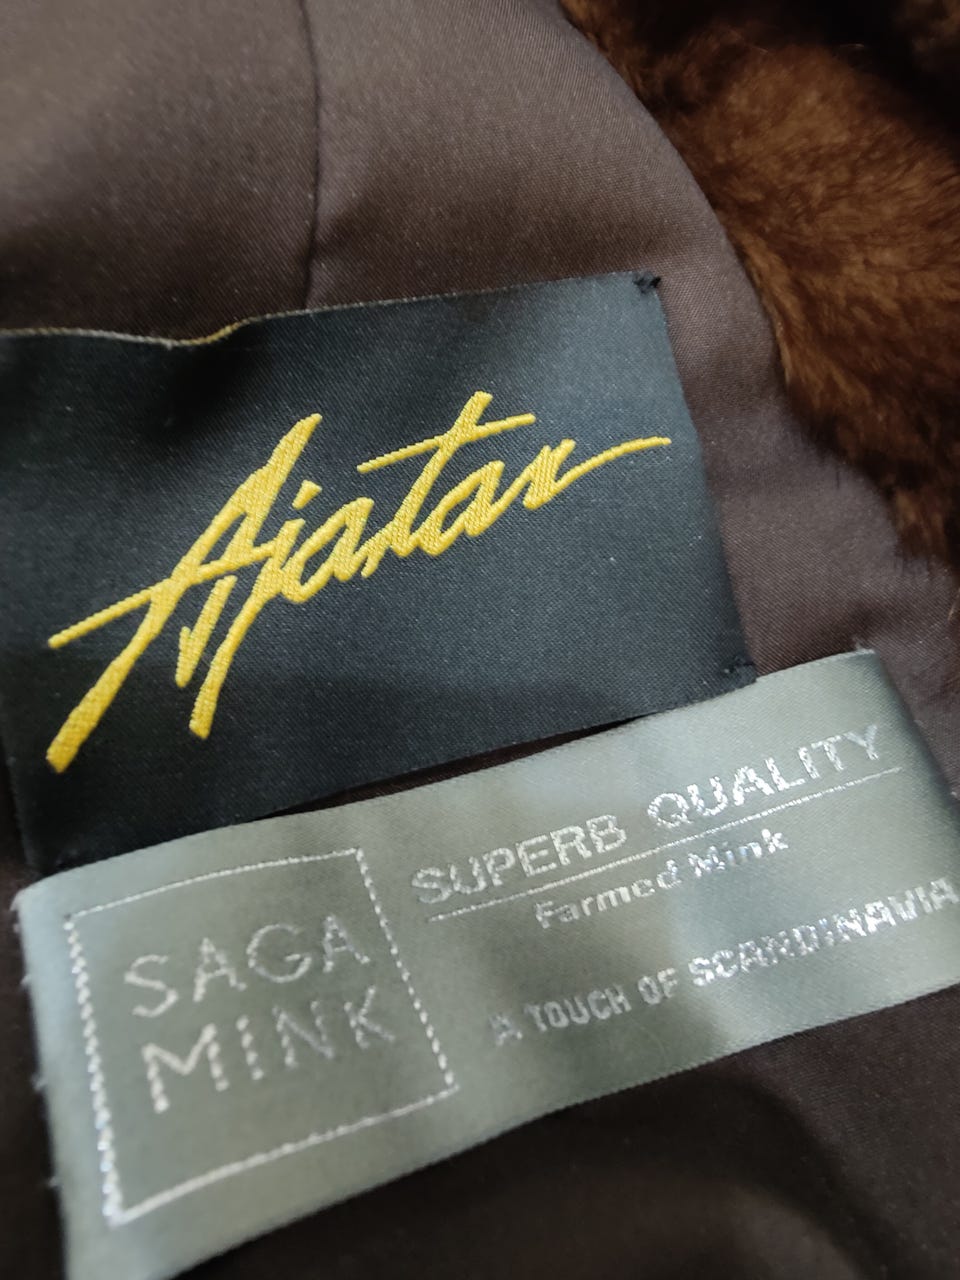 Ajatar
SAGA
MINK
SUPERB QUALITY
Farmed Mink
A TOUCH OF SCANDINAVIA